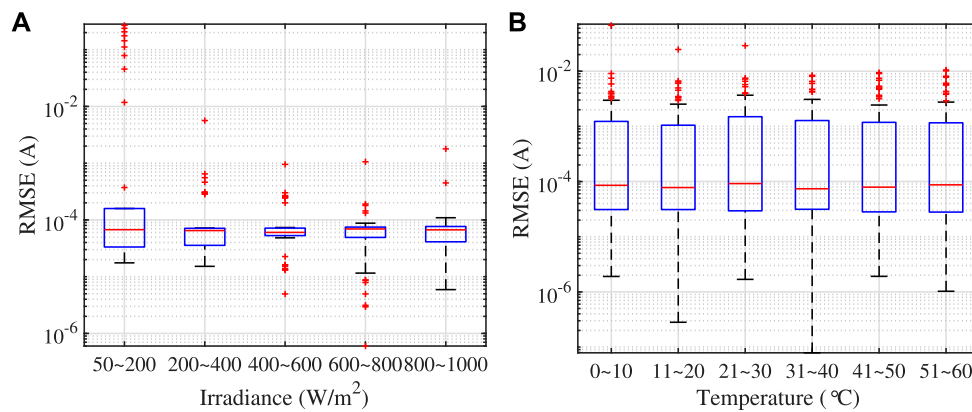 A
RMSE (A)
10^-2
10^-4
10^-6
50~200 200~400 400~600 600~800 800~1000
Irradiance (W/m^2)
B
RMSE (A)
10^-2
10^-4
10^-6
0~10 11~20 21~30 31~40 41~50 51~60
Temperature (℃)